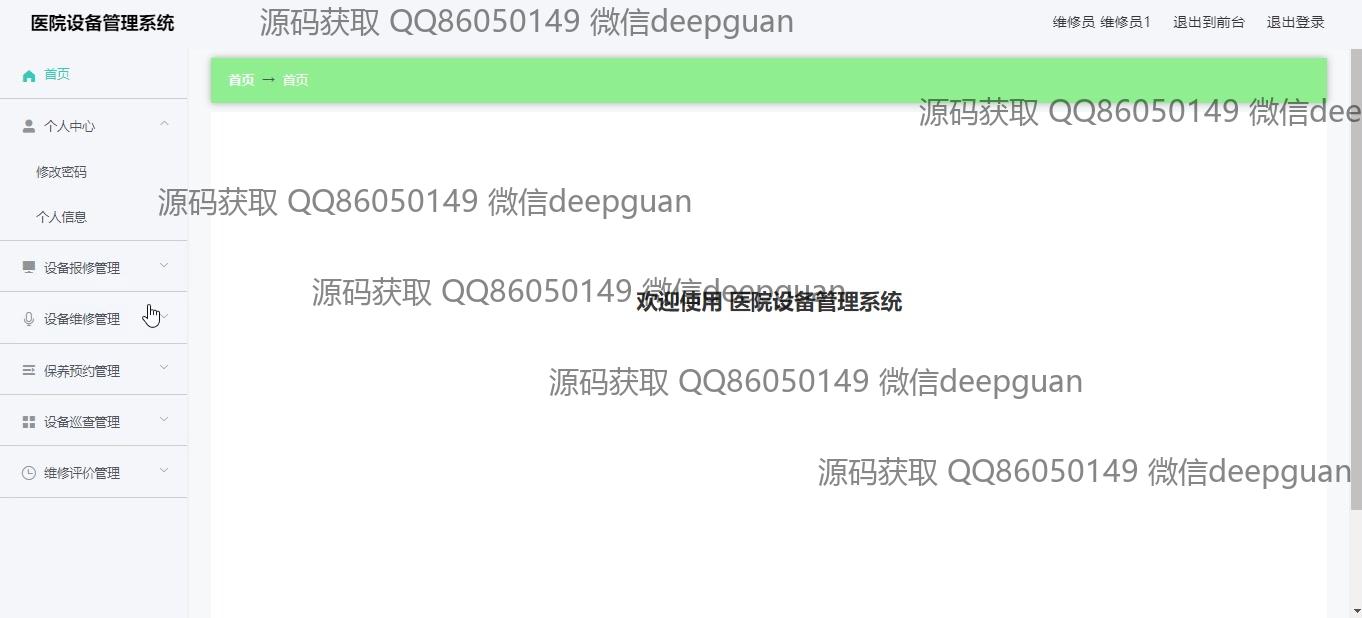 医院设备管理系统
源码获取 QQ86050149 微信deepguan
维修员 维修员1 退出到前台 退出登录
首页
首页 → 首页
源码获取 QQ86050149 微信dee
个人中心
修改密码
源码获取 QQ86050149 微信deepguan
个人信息
设备报修管理
源码获取 QQ86050149 微信deepguan
欢迎使用 医院设备管理系统
设备维修管理
保养预约管理
源码获取 QQ86050149 微信deepguan
设备巡查管理
维修评价管理
源码获取 QQ86050149 微信deepguan